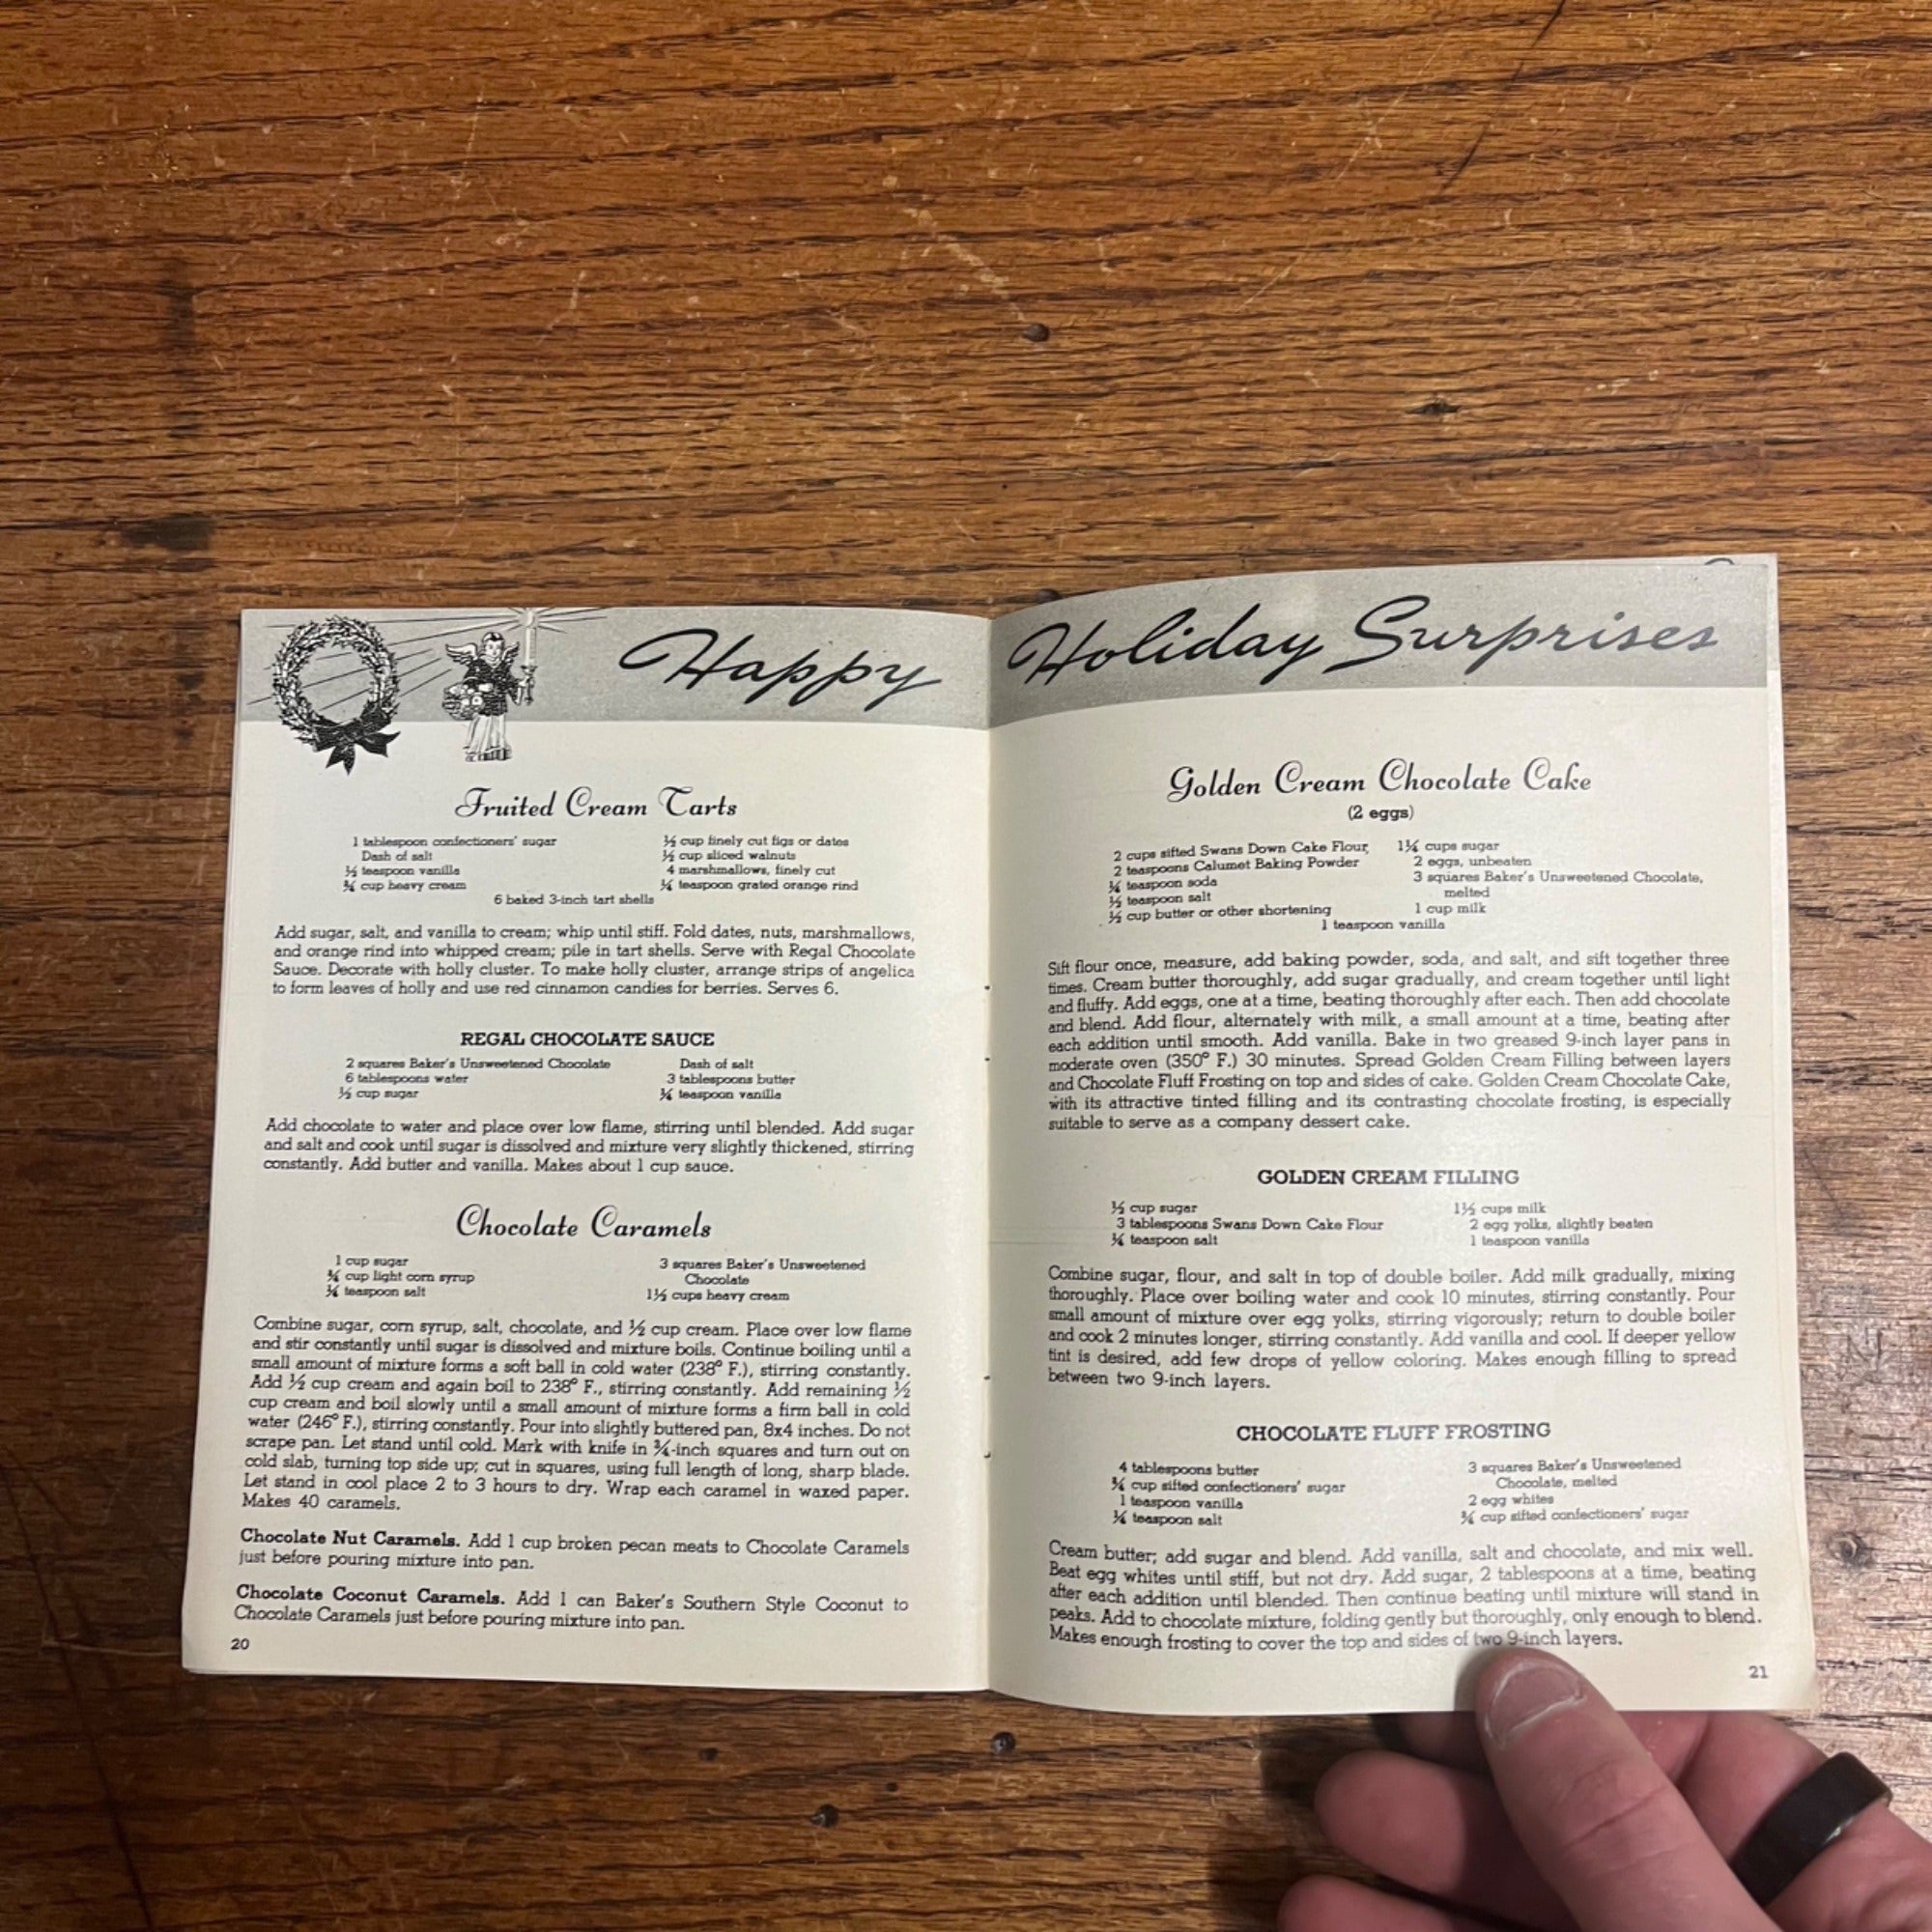 Happy Holiday Surprises
Fruited Cream Tarts
1 tablespoon confectioners' sugar
Dash of salt
½ teaspoon vanilla
¾ cup heavy cream
½ cup finely cut figs or dates
½ cup sliced walnuts
4 marshmallows, finely cut
¼ teaspoon grated orange rind
6 baked 3-inch tart shells
Add sugar, salt, and vanilla to cream; whip until stiff. Fold dates, nuts, marshmallows,
and orange rind into whipped cream; pile in tart shells. Serve with Regal Chocolate
Sauce. Decorate with holly cluster. To make holly cluster, arrange strips of angelica
to form leaves of holly and use red cinnamon candies for berries. Serves 6.
REGAL CHOCOLATE SAUCE
2 squares Baker's Unsweetened Chocolate
6 tablespoons water
½ cup sugar
Dash of salt
3 tablespoons butter
¼ teaspoon vanilla
Add chocolate to water and place over low flame, stirring until blended. Add sugar
and salt and cook until sugar is dissolved and mixture very slightly thickened, stirring
constantly. Add butter and vanilla. Makes about 1 cup sauce.
Chocolate Caramels
1 cup sugar
¾ cup light corn syrup
¼ teaspoon salt
3 squares Baker's Unsweetened
Chocolate
1½ cups heavy cream
Combine sugar, corn syrup, salt, chocolate, and ½ cup cream. Place over low flame
and stir constantly until sugar is dissolved and mixture boils. Continue boiling until a
small amount of mixture forms a soft ball in cold water (238° F.), stirring constantly.
Add ½ cup cream and again boil to 238° F., stirring constantly. Add remaining ½
cup cream and boil slowly until a small amount of mixture forms a firm ball in cold
water (246° F.), stirring constantly. Pour into slightly buttered pan, 8x4 inches. Do not
scrape pan. Let stand until cold. Mark with knife in ¾-inch squares and turn out on
cold slab, turning top side up; cut in squares, using full length of long, sharp blade.
Let stand in cool place 2 to 3 hours to dry. Wrap each caramel in waxed paper.
Makes 40 caramels.
Chocolate Nut Caramels. Add 1 cup broken pecan meats to Chocolate Caramels
just before pouring mixture into pan.
Chocolate Coconut Caramels. Add 1 can Baker's Southern Style Coconut to
Chocolate Caramels just before pouring mixture into pan.
20
Golden Cream Chocolate Cake
(2 eggs)
2 cups sifted Swans Down Cake Flour
2 teaspoons Calumet Baking Powder
¼ teaspoon soda
½ teaspoon salt
½ cup butter or other shortening
1¼ cups sugar
2 eggs, unbeaten
3 squares Baker's Unsweetened Chocolate,
melted
1 cup milk
1 teaspoon vanilla
Sift flour once, measure, add baking powder, soda, and salt, and sift together three
times. Cream butter thoroughly, add sugar gradually, and cream together until light
and fluffy. Add eggs, one at a time, beating thoroughly after each. Then add chocolate
and blend. Add flour, alternately with milk, a small amount at a time, beating after
each addition until smooth. Add vanilla. Bake in two greased 9-inch layer pans in
moderate oven (350° F.) 30 minutes. Spread Golden Cream Filling between layers
and Chocolate Fluff Frosting on top and sides of cake. Golden Cream Chocolate Cake,
with its attractive tinted filling and its contrasting chocolate frosting, is especially
suitable to serve as a company dessert cake.
GOLDEN CREAM FILLING
cup sugar
3 tablespoons Swans Down Cake Flour
¼ teaspoon salt
1½ cups milk
2 egg yolks, slightly beaten
1 teaspoon vanilla
Combine sugar, flour, and salt in top of double boiler. Add milk gradually, mixing
thoroughly. Place over boiling water and cook 10 minutes, stirring constantly. Pour
small amount of mixture over egg yolks, stirring vigorously; return to double boiler
and cook 2 minutes longer, stirring constantly. Add vanilla and cool. If deeper yellow
tint is desired, add few drops of yellow coloring. Makes enough filling to spread
between two 9-inch layers.
CHOCOLATE FLUFF FROSTING
4 tablespoons butter
¾ cup sifted confectioners' sugar
1 teaspoon vanilla
¼ teaspoon salt
3 squares Baker's Unsweetened
Chocolate, melted
2 egg whites
¾ cup sifted confectioners' sugar
Cream butter; add sugar and blend. Add vanilla, salt and chocolate, and mix well.
Beat egg whites until stiff, but not dry. Add sugar, 2 tablespoons at a time, beating
after each addition until blended. Then continue beating until mixture will stand in
peaks. Add to chocolate mixture, folding gently but thoroughly, only enough to blend.
Makes enough frosting to cover the top and sides of two 9-inch layers.
21